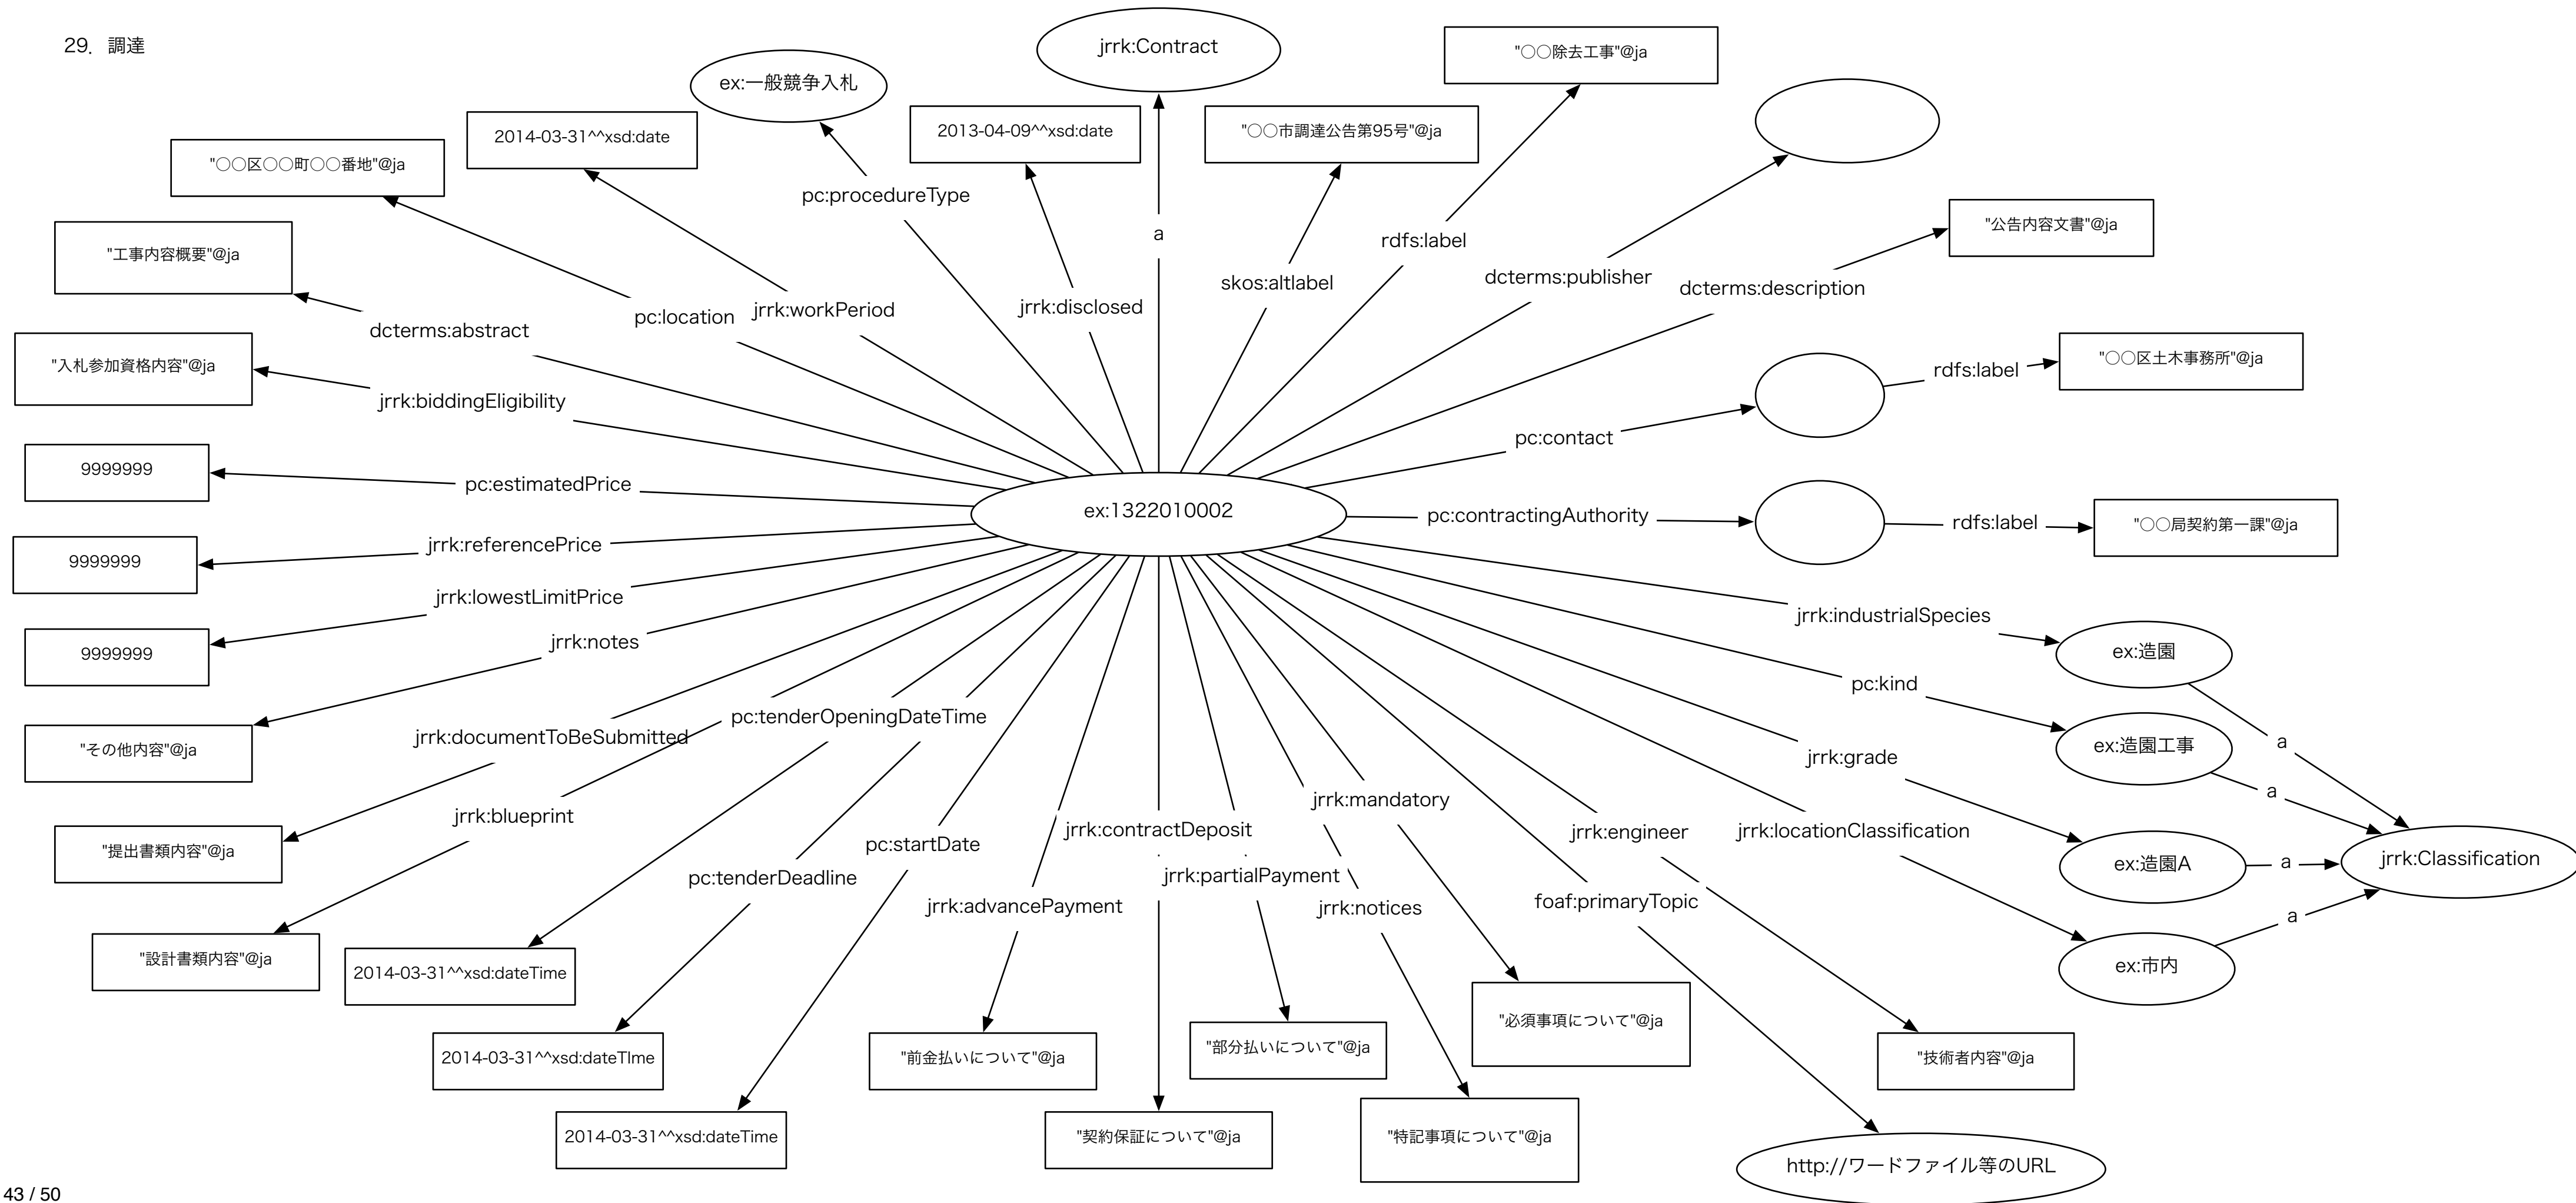 29．調達
jrrk:Contract
"〇〇除去工事"@ja
ex:一般競争入札
2014-03-31^^xsd:date
2013-04-09^^xsd:date
"〇〇市調達公告第95号"@ja
"〇〇区〇〇町〇〇番地"@ja
pc:procedureType
a
rdfs:label
"公告内容文書"@ja
"工事内容概要"@ja
skos:altlabel
dcterms:publisher
dcterms:description
jrrk:disclosed
jrrk:workPeriod
pc:location
dcterms:abstract
"入札参加資格内容"@ja
rdfs:label
"〇〇区土木事務所"@ja
jrrk:biddingEligibility
pc:contact
9999999
pc:estimatedPrice
ex:1322010002
pc:contractingAuthority
rdfs:label
"〇〇局契約第一課"@ja
jrrk:referencePrice
9999999
jrrk:lowestLimitPrice
jrrk:industrialSpecies
9999999
jrrk:notes
ex:造園
pc:kind
"その他内容"@ja
pc:tenderOpeningDateTime
jrrk:documentToBeSubmitted
ex:造園工事
a
jrrk:grade
a
jrrk:mandatory
jrrk:blueprint
jrrk:contractDeposit
jrrk:engineer
jrrk:locationClassification
"提出書類内容"@ja
pc:startDate
ex:造園A
a
jrrk:Classification
pc:tenderDeadline
jrrk:partialPayment
jrrk:advancePayment
jrrk:notices
foaf:primaryTopic
a
"設計書類内容"@ja
2014-03-31^^xsd:dateTime
ex:市内
"必須事項について"@ja
2014-03-31^^xsd:dateTIme
"前金払いについて"@ja
"部分払いについて"@ja
"技術者内容"@ja
2014-03-31^^xsd:dateTime
"契約保証について"@ja
"特記事項について"@ja
http://ワードファイル等のURL
43 / 50